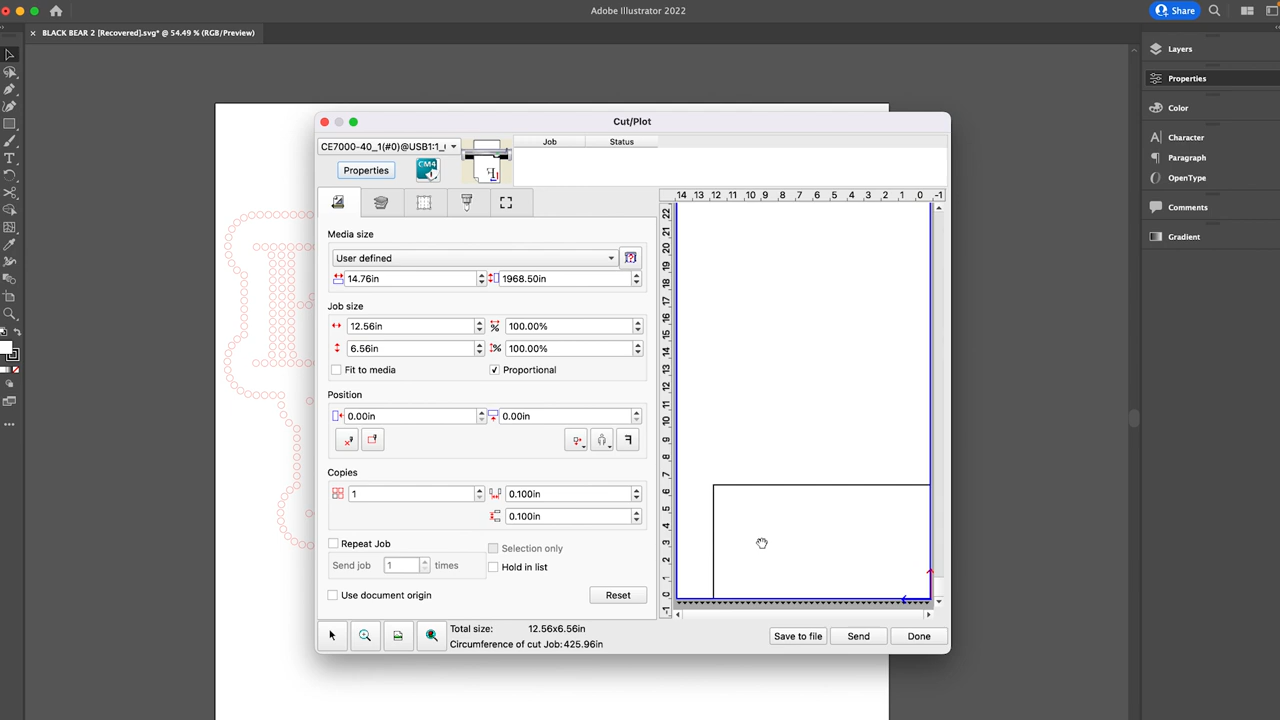 Adobe Illustrator 2022
Share
× BLACK BEAR 2 [Recovered].svg* @ 54.49 % (RGB/Preview)
Layers
Properties
Color
Character
Paragraph
OpenType
Comments
Gradient
Cut/Plot
CE7000-40_1(#0)@USB1:1_
Properties
CM4
Job Status
Media size
User defined
14.76in 1968.50in
Job size
12.56in % 100.00%
6.56in % 100.00%
Fit to media Proportional
Position
0.00in 0.00in
Copies
1 0.100in
0.100in
Repeat Job Selection only
Send job 1 times Hold in list
Use document origin Reset
Total size: 12.56x6.56in
Circumference of cut Job: 425.96in
Save to file Send Done
14 13 12 11 10 9 8 7 6 5 4 3 2 1 0 -1
22
21
20
19
18
17
16
15
14
13
12
11
10
9
8
7
6
5
4
3
2
1
0
-1